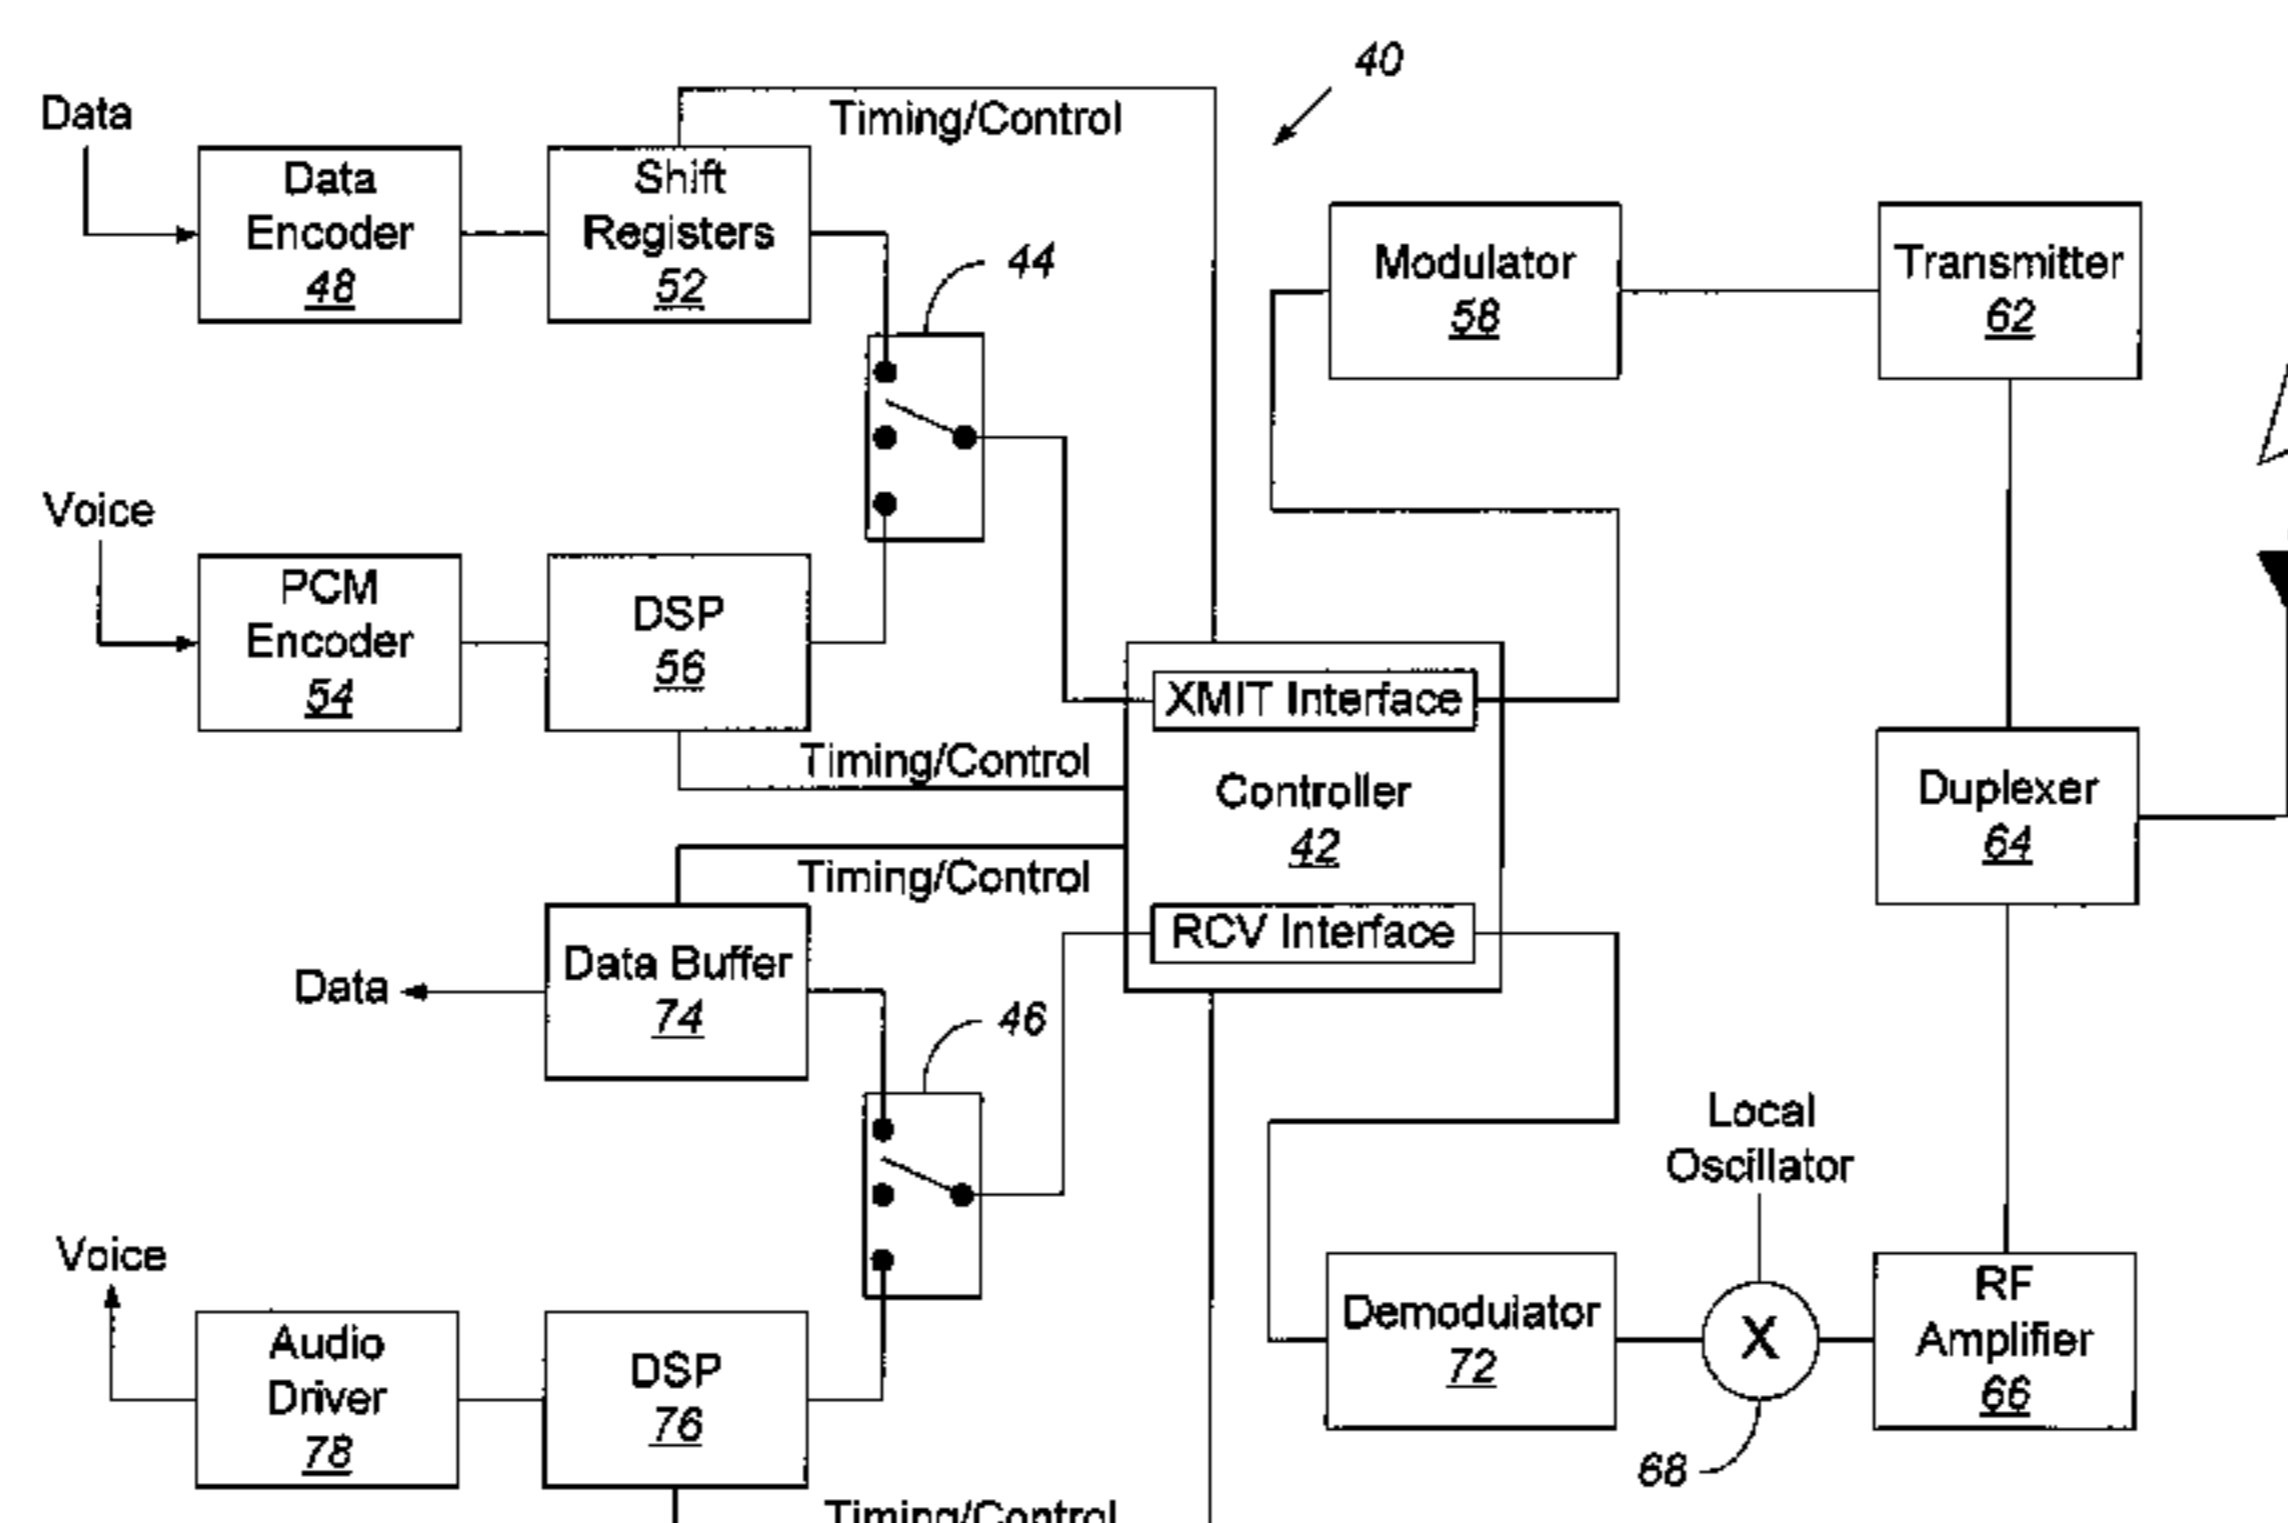 40
Data
Timing/Control
Data
Encoder
48
Shift
Registers
52
44
Modulator
58
Transmitter
62
Voice
PCM
Encoder
54
DSP
56
XMIT Interface
Timing/Control
Controller
42
Duplexer
64
Timing/Control
RCV Interface
Data
Data Buffer
74
46
Local
Oscillator
Voice
Audio
Driver
78
DSP
76
Demodulator
72
X
RF
Amplifier
66
68
Timing/Control